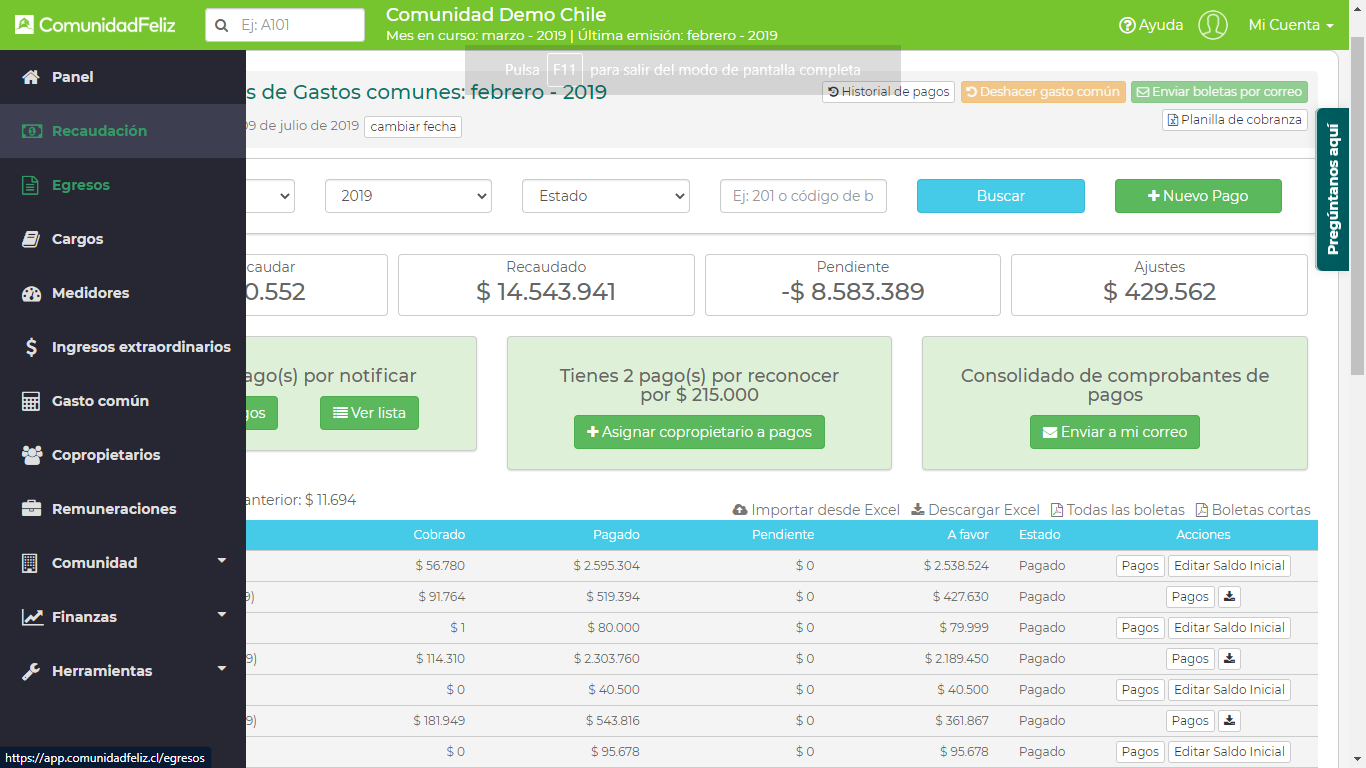 ComunidadFeliz
Ej: A101
Comunidad Demo Chile
Mes en curso: marzo - 2019 | Última emisión: febrero - 2019
Ayuda
Mi Cuenta
Pulsa F11 para salir del modo de pantalla completa
Panel
Recaudación
Egresos
Cargos
Medidores
Ingresos extraordinarios
Gasto común
Copropietarios
Remuneraciones
Comunidad
Finanzas
Herramientas
https://app.comunidadfeliz.cl/egresos
s de Gastos comunes: febrero - 2019
Historial de pagos
Deshacer gasto común
Enviar boletas por correo
09 de julio de 2019 cambiar fecha
Planilla de cobranza
Pregúntanos aquí
2019
Estado
Ej: 201 o código de b
Buscar
Nuevo Pago
caudar
0.552
Recaudado
$ 14.543.941
Pendiente
-$ 8.583.389
Ajustes
$ 429.562
ago(s) por notificar
gos
Ver lista
Tienes 2 pago(s) por reconocer
por $ 215.000
Asignar copropietario a pagos
Consolidado de comprobantes de
pagos
Enviar a mi correo
anterior: $ 11.694
Importar desde Excel Descargar Excel Todas las boletas Boletas cortas
Cobrado Pagado Pendiente A favor Estado Acciones
$ 56.780 $ 2.595.304 $ 0 $ 2.538.524 Pagado Pagos Editar Saldo Inicial
9) $ 91.764 $ 519.394 $ 0 $ 427.630 Pagado Pagos
$ 1 $ 80.000 $ 0 $ 79.999 Pagado Pagos Editar Saldo Inicial
9) $ 114.310 $ 2.303.760 $ 0 $ 2.189.450 Pagado Pagos
$ 0 $ 40.500 $ 0 $ 40.500 Pagado Pagos Editar Saldo Inicial
9) $ 181.949 $ 543.816 $ 0 $ 361.867 Pagado Pagos
$ 0 $ 95.678 $ 0 $ 95.678 Pagado Pagos Editar Saldo Inicial